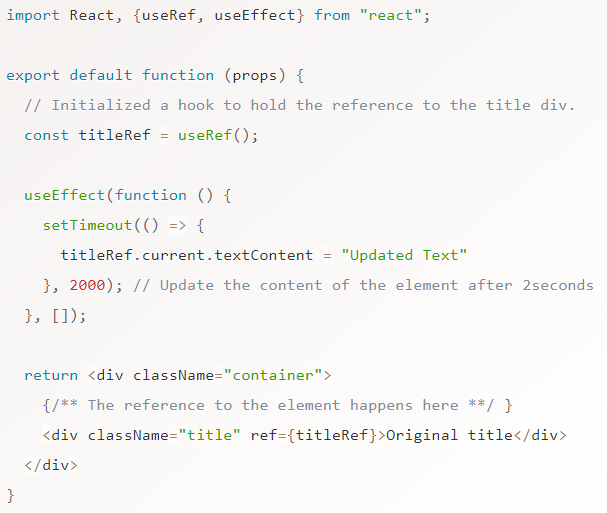 import React, {useRef, useEffect} from "react";

export default function (props) {
  // Initialized a hook to hold the reference to the title div.
  const titleRef = useRef();

  useEffect(function () {
    setTimeout(() => {
      titleRef.current.textContent = "Updated Text"
    }, 2000); // Update the content of the element after 2seconds
  }, []);

  return <div className="container">
    {/** The reference to the element happens here **/ }
    <div className="title" ref={titleRef}>Original title</div>
  </div>
}